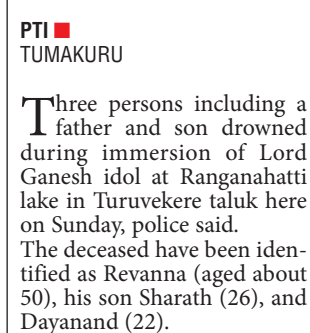 PTI
TUMAKURU
Three persons including a
father and son drowned
during immersion of Lord
Ganesh idol at Ranganahatti
lake in Turuvekere taluk here
on Sunday, police said.
The deceased have been iden-
tified as Revanna (aged about
50), his son Sharath (26), and
Dayanand (22).